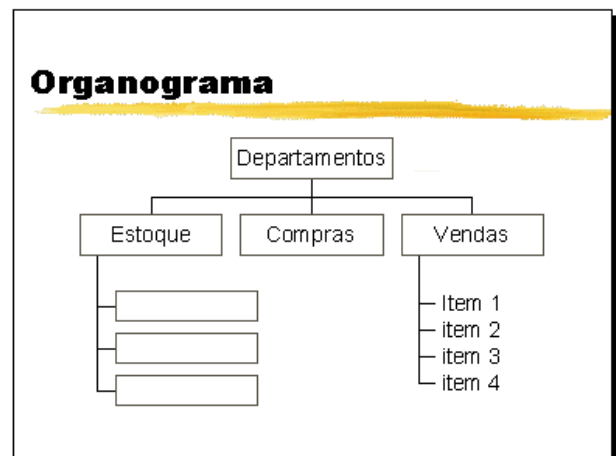 Organograma
Departamentos
Estoque Compras Vendas
Item 1
item 2
item 3
item 4